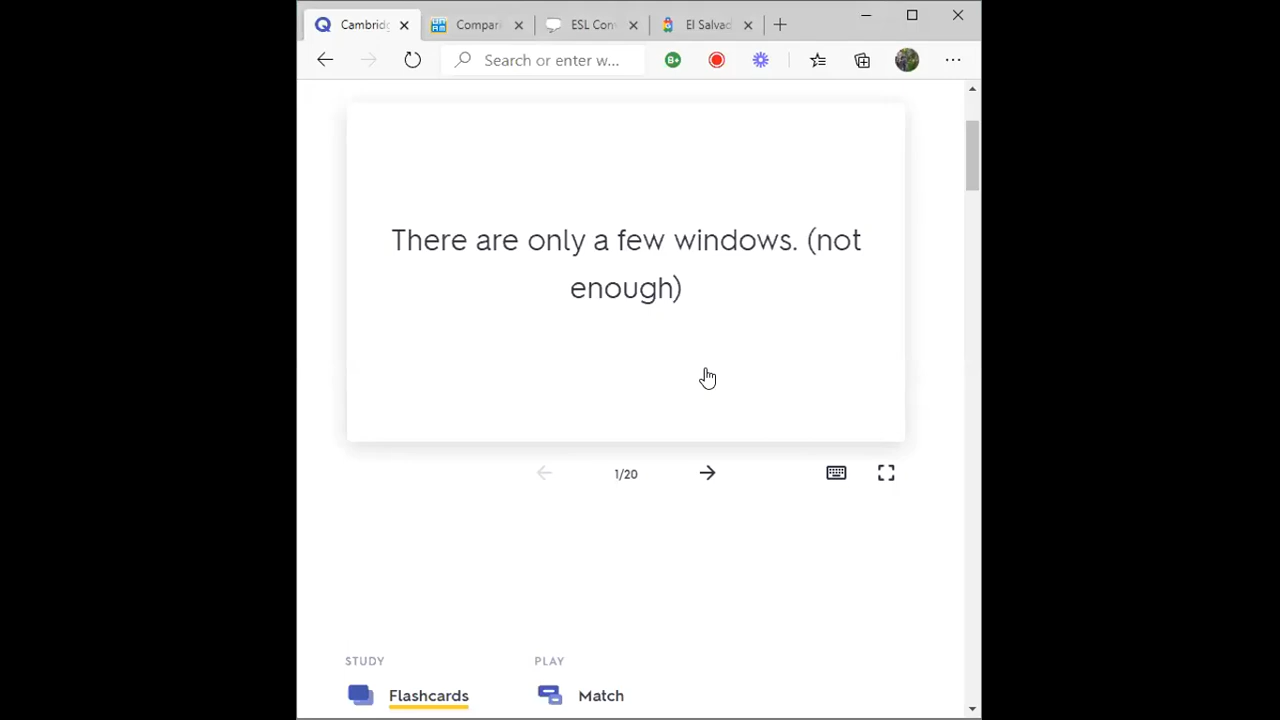 Cambridg
Compari
ESL Con
El Salvad
Search or enter w...
There are only a few windows. (not
enough)
1/20
STUDY
PLAY
Flashcards
Match